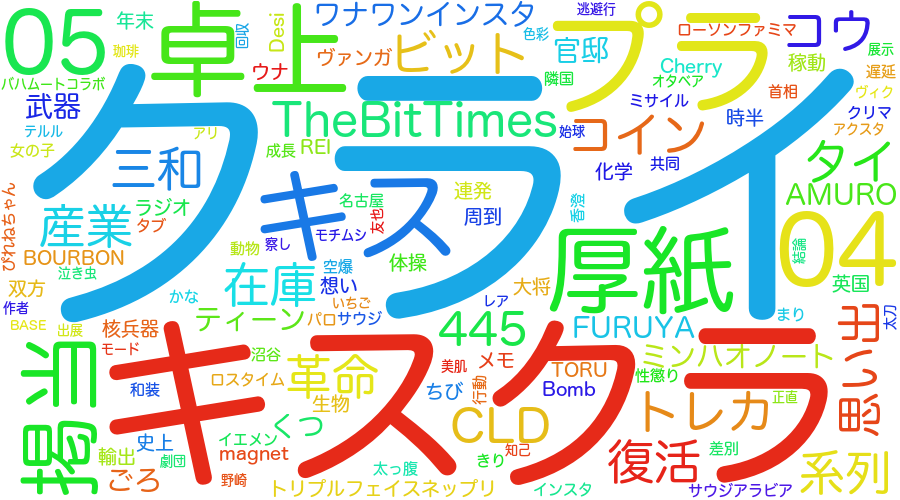 05
年末
珈琲
回収
卓上
Desi
ワナワンインスタ
逃避行
プライ
コウ
ローソンファミマ
展示
色彩
バハムートコラボ
武器
テルル
女の子
アリ
ウナ
ヴァンガ
ビット
官邸
隣国
Cherry
オタペア
ミサイル
首相
稼動
遅延
ヴィク
クリマ
アクスタ
クライ
TheBitTimes
始球
コイン
時半
三和
成長
REI
化学
共同
タイ
AMURO
ぴれねちゃん
産業
ラジオ
タブ
BOURBON
泣き虫
キス
名古屋
連発
友也
周到
香澄
04
結論
英国
太刀
動物
察し
モチムシ
厚紙
双方
かな
在庫
空爆
想い
体操
大将
作者
BASE
出展
核兵器
モード
ティーン
いちご
パロ
サウジ
レア
445
FURUYA
まり
思い出
掲当
キスクラ
和装
沼谷
ロスタイム
革命
生物
メモ
美肌
ちび
行動
TORU
Bomb
ミンハオノート
性懲り
トレカ
正直
輸出
史上
劇団
ごろ
イエメン
くつ
magnet
野崎
太っ腹
CLD
きり
知己
復活
差別
系列
トリプルフェイスネップリ
インスタ
サウジアラビア